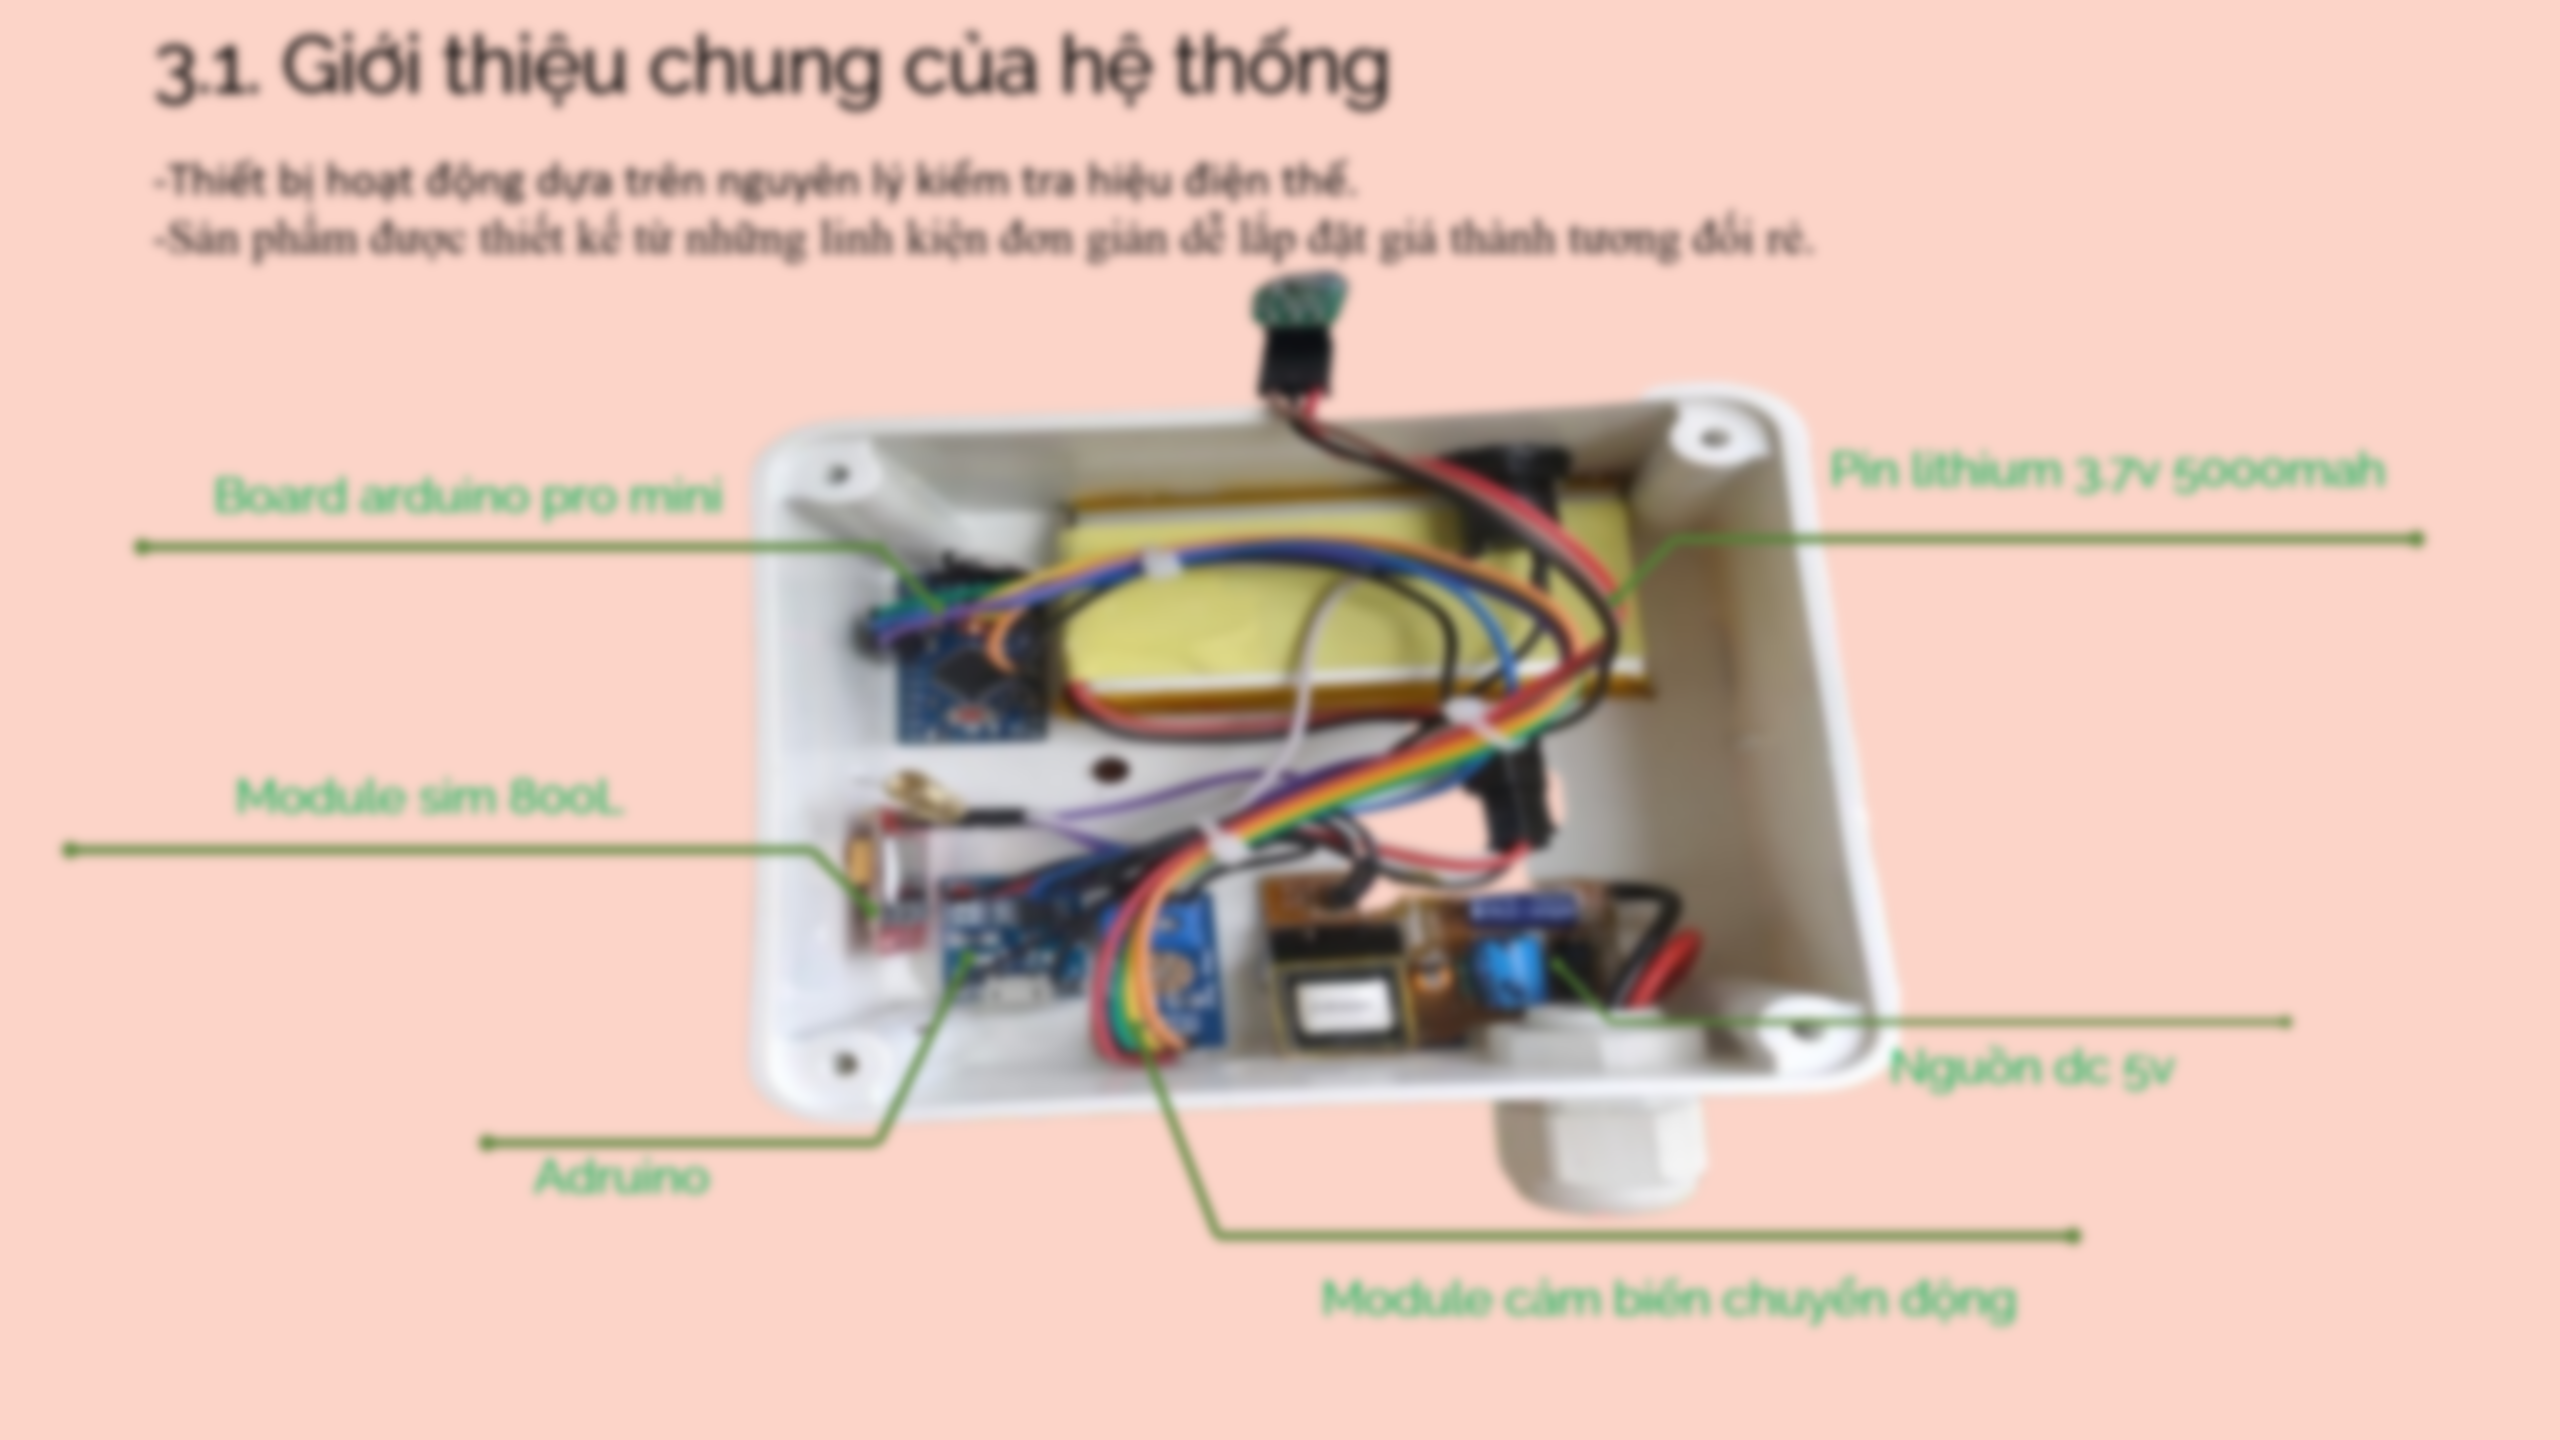 3.1. Giới thiệu chung của hệ thống
-Thiết bị hoạt động dựa trên nguyên lý kiểm tra hiệu điện thế.
-Sản phẩm được thiết kế từ những linh kiện đơn giản dễ lắp đặt giá thành tương đối rẻ.
Board arduino pro mini
Pin lithium 3.7v 5000mah
Module sim 800L
Nguồn dc 5v
Adruino
Module cảm biến chuyển động